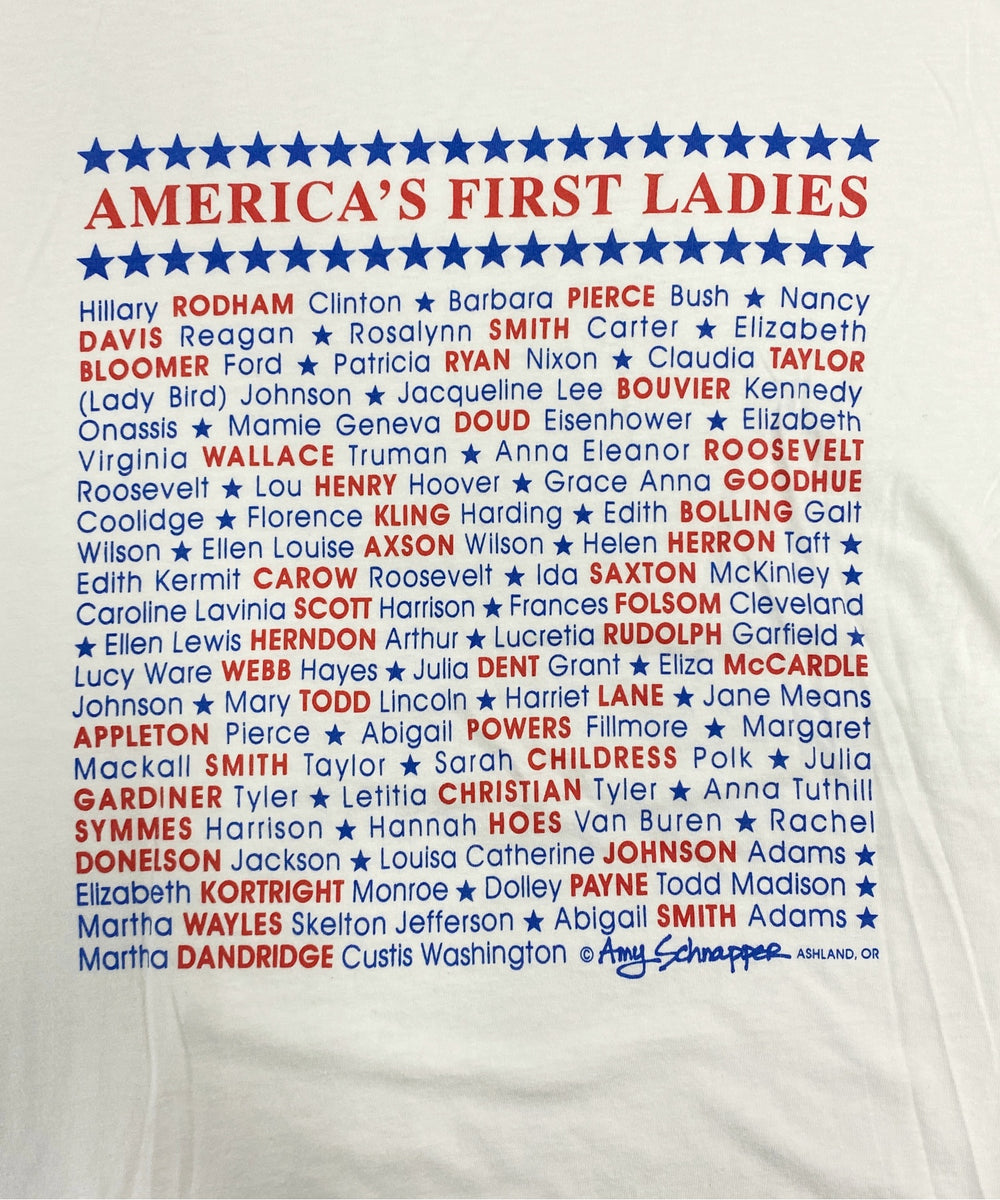 AMERICA'S FIRST LADIES
Hillary RODHAM Clinton ★ Barbara PIERCE Bush ★ Nancy
DAVIS Reagan ★ Rosalynn SMITH Carter ★ Elizabeth
BLOOMER Ford ★ Patricia RYAN Nixon ★ Claudia TAYLOR
(Lady Bird) Johnson ★ Jacqueline Lee BOUVIER Kennedy
Onassis ★ Mamie Geneva DOUD Eisenhower ★ Elizabeth
Virginia WALLACE Truman ★ Anna Eleanor ROOSEVELT
Roosevelt ★ Lou HENRY Hoover ★ Grace Anna GOODHUE
Coolidge ★ Florence KLING Harding ★ Edith BOLLING Galt
Wilson ★ Ellen Louise AXSON Wilson ★ Helen HERRON Taft ★
Edith Kermit CAROW Roosevelt ★ Ida SAXTON McKinley ★
Caroline Lavinia SCOTT Harrison ★ Frances FOLSOM Cleveland
★ Ellen Lewis HERNDON Arthur ★ Lucretia RUDOLPH Garfield ★
Lucy Ware WEBB Hayes ★ Julia DENT Grant ★ Eliza McCARDLE
Johnson ★ Mary TODD Lincoln ★ Harriet LANE ★ Jane Means
APPLETON Pierce ★ Abigail POWERS Fillmore ★ Margaret
Mackall SMITH Taylor ★ Sarah CHILDRESS Polk ★ Julia
GARDINER Tyler ★ Letitia CHRISTIAN Tyler ★ Anna Tuthill
SYMMES Harrison ★ Hannah HOES Van Buren ★ Rachel
DONELSON Jackson ★ Louisa Catherine JOHNSON Adams ★
Elizabeth KORTRIGHT Monroe ★ Dolley PAYNE Todd Madison ★
Martha WAYLES Skelton Jefferson ★ Abigail SMITH Adams ★
Martha DANDRIDGE Custis Washington © Amy Schnapper ASHLAND, OR